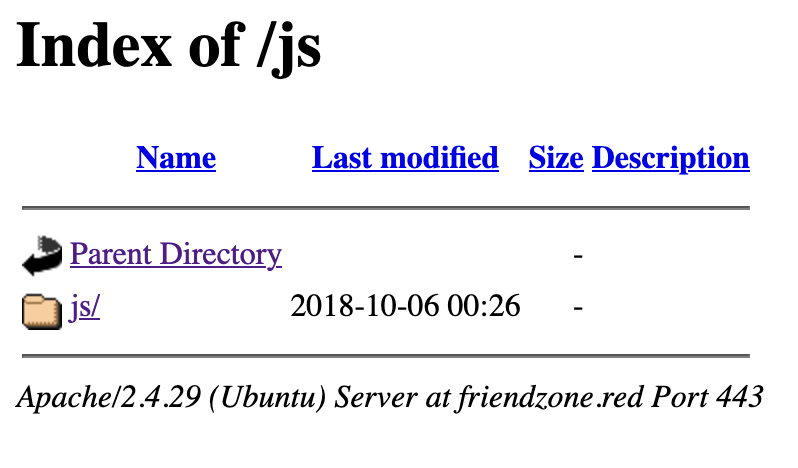 Index of /js
Name Last modified Size Description
Parent Directory -
js/ 2018-10-06 00:26 -
Apache/2.4.29 (Ubuntu) Server at friendzone.red Port 443